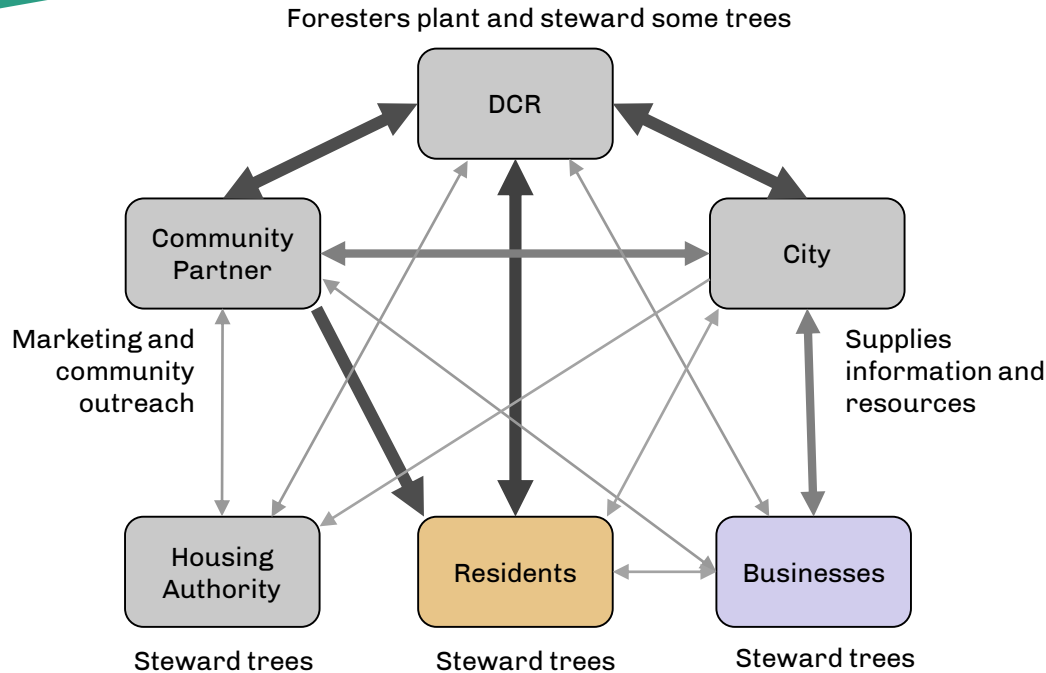 Foresters plant and steward some trees
DCR
Community
Partner
City
Marketing and
community
outreach
Supplies
information and
resources
Housing
Authority
Residents
Businesses
Steward trees
Steward trees
Steward trees